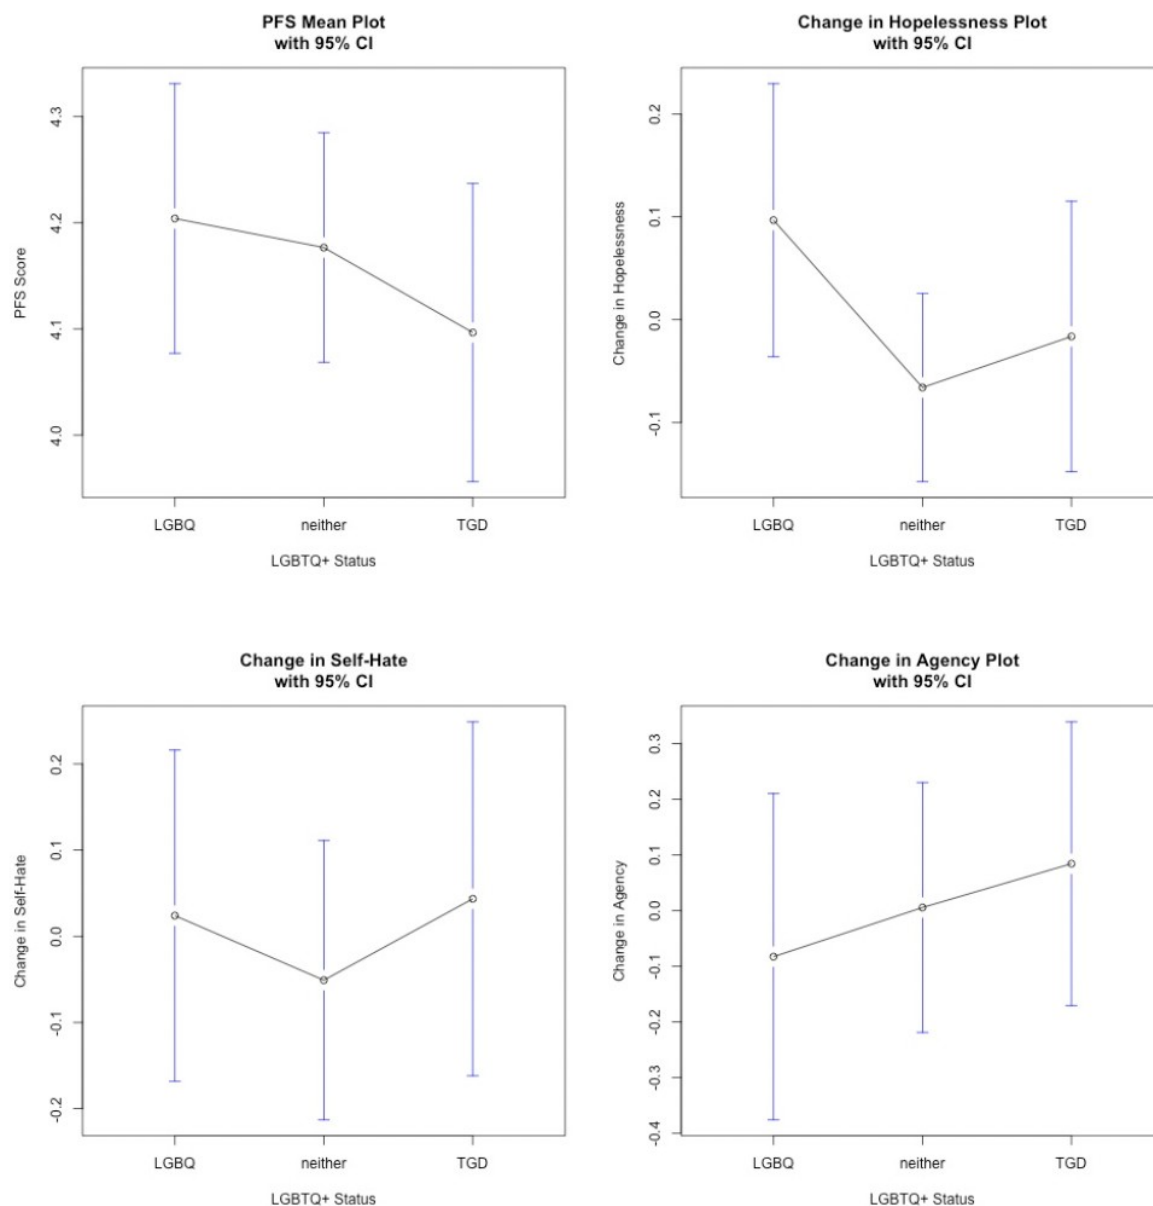 PFS Mean Plot
with 95% CI
PFS Score
4.3
4.2
4.1
4.0
LGBQ neither TGD
LGBTQ+ Status
Change in Hopelessness Plot
with 95% CI
Change in Hopelessness
0.2
0.1
0.0
-0.1
LGBQ neither TGD
LGBTQ+ Status
Change in Self-Hate
with 95% CI
Change in Self-Hate
0.2
0.1
0.0
-0.1
-0.2
LGBQ neither TGD
LGBTQ+ Status
Change in Agency Plot
with 95% CI
Change in Agency
0.3
0.2
0.1
0.0
-0.1
-0.2
-0.3
-0.4
LGBQ neither TGD
LGBTQ+ Status